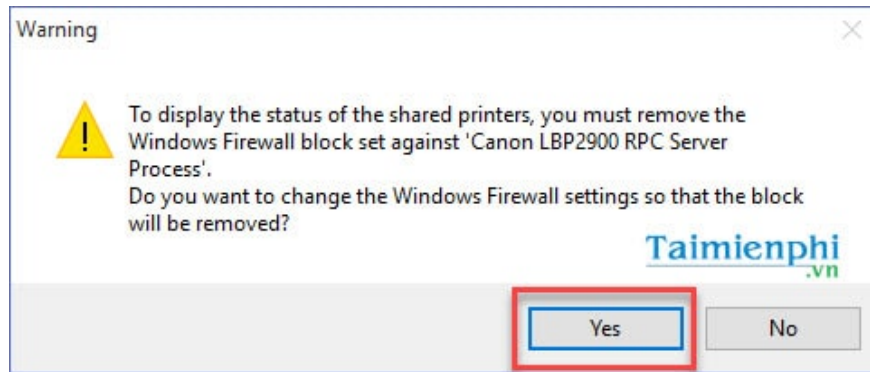 Warning
To display the status of the shared printers, you must remove the
Windows Firewall block set against 'Canon LBP2900 RPC Server
Process'.
Do you want to change the Windows Firewall settings so that the block
will be removed?
Taimienphi
.vn
Yes No